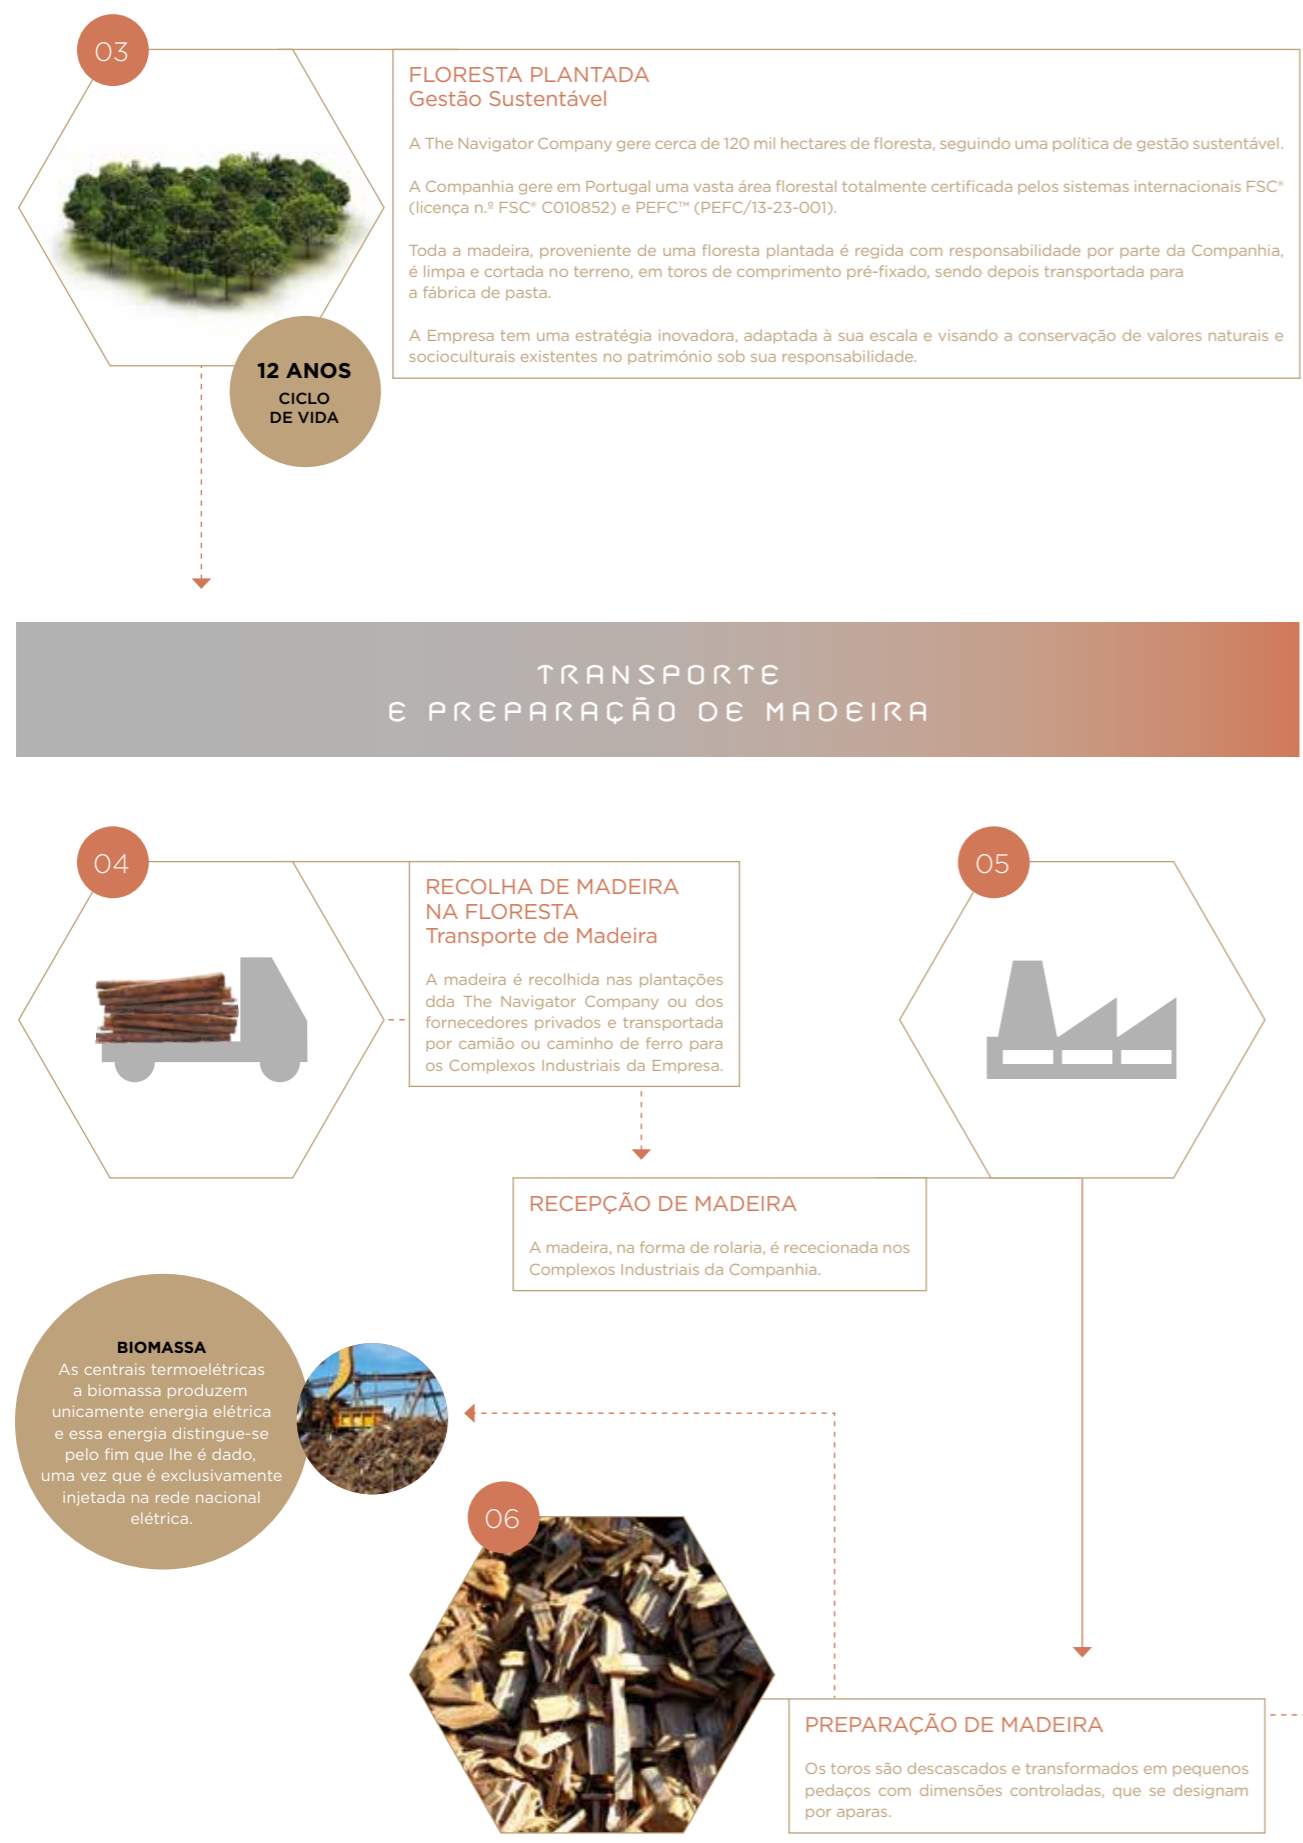 03
FLORESTA PLANTADA
Gestão Sustentável
A The Navigator Company gere cerca de 120 mil hectares de floresta, seguindo uma política de gestão sustentável.
A Companhia gere em Portugal uma vasta área florestal totalmente certificada pelos sistemas internacionais FSC®
(licença n.º FSC® C010852) e PEFC™ (PEFC/13-23-001).
Toda a madeira, proveniente de uma floresta plantada é regida com responsabilidade por parte da Companhia,
é limpa e cortada no terreno, em toros de comprimento pré-fixado, sendo depois transportada para
a fábrica de pasta.
A Empresa tem uma estratégia inovadora, adaptada à sua escala e visando a conservação de valores naturais e
socioculturais existentes no património sob sua responsabilidade.
12 ANOS
CICLO
DE VIDA
TRANSPORTE
E PREPARAÇÃO DE MADEIRA
04
RECOLHA DE MADEIRA
NA FLORESTA
Transporte de Madeira
A madeira é recolhida nas plantações
dda The Navigator Company ou dos
fornecedores privados e transportada
por camião ou caminho de ferro para
os Complexos Industriais da Empresa.
05
RECEPÇÃO DE MADEIRA
A madeira, na forma de rolaria, é rececionada nos
Complexos Industriais da Companhia.
BIOMASSA
As centrais termoelétricas
a biomassa produzem
unicamente energia elétrica
e essa energia distingue-se
pelo fim que lhe é dado,
uma vez que é exclusivamente
injetada na rede nacional
elétrica.
06
PREPARAÇÃO DE MADEIRA
Os toros são descascados e transformados em pequenos
pedaços com dimensões controladas, que se designam
por aparas.